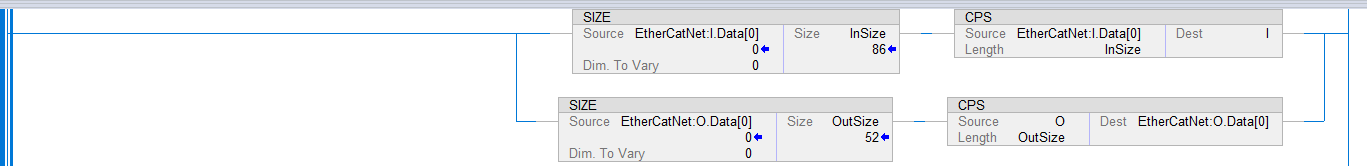 SIZE
Source EtherCatNet:I.Data[0] Size InSize
0 86
Dim. To Vary 0
CPS
Source EtherCatNet:I.Data[0] Dest I
Length InSize
SIZE
Source EtherCatNet:O.Data[0] Size OutSize
0 52
Dim. To Vary 0
CPS
Source O Dest EtherCatNet:O.Data[0]
Length OutSize